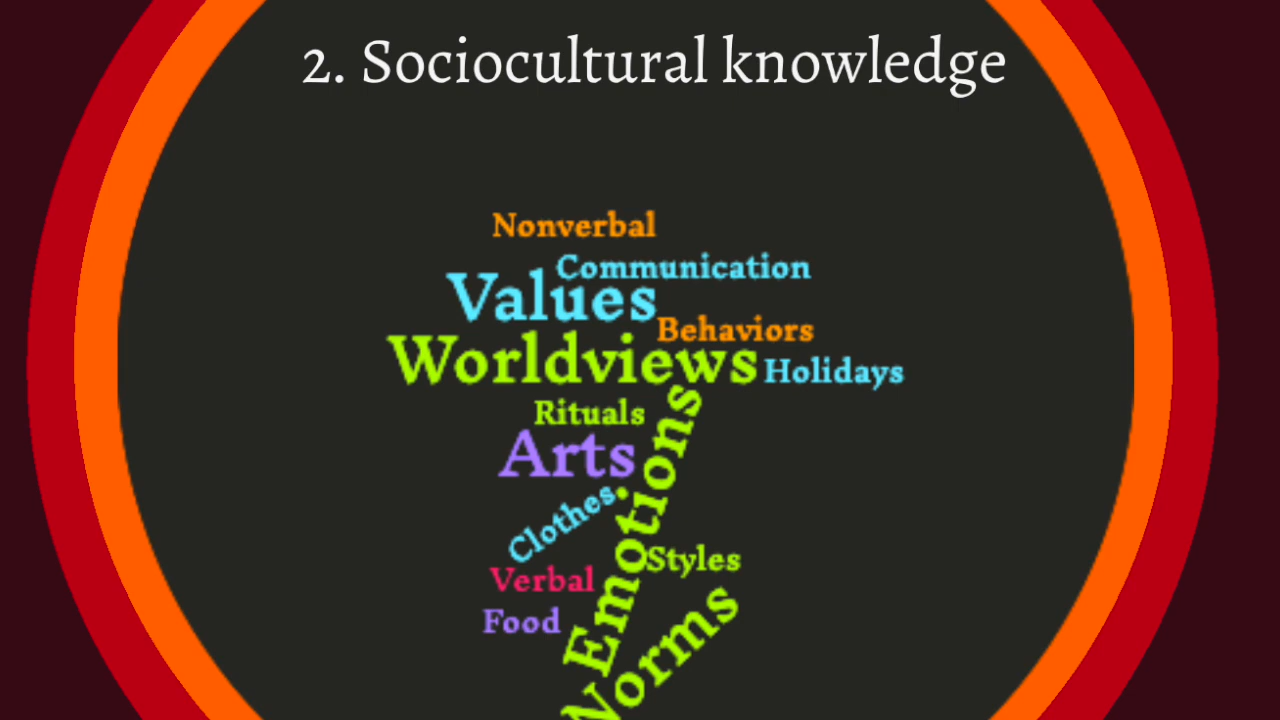 2. Sociocultural knowledge
Nonverbal
Communication
Values
Behaviors
Worldviews
Holidays
Rituals
Arts
Emotions
Clothes
Styles
Verbal
Food
Norms